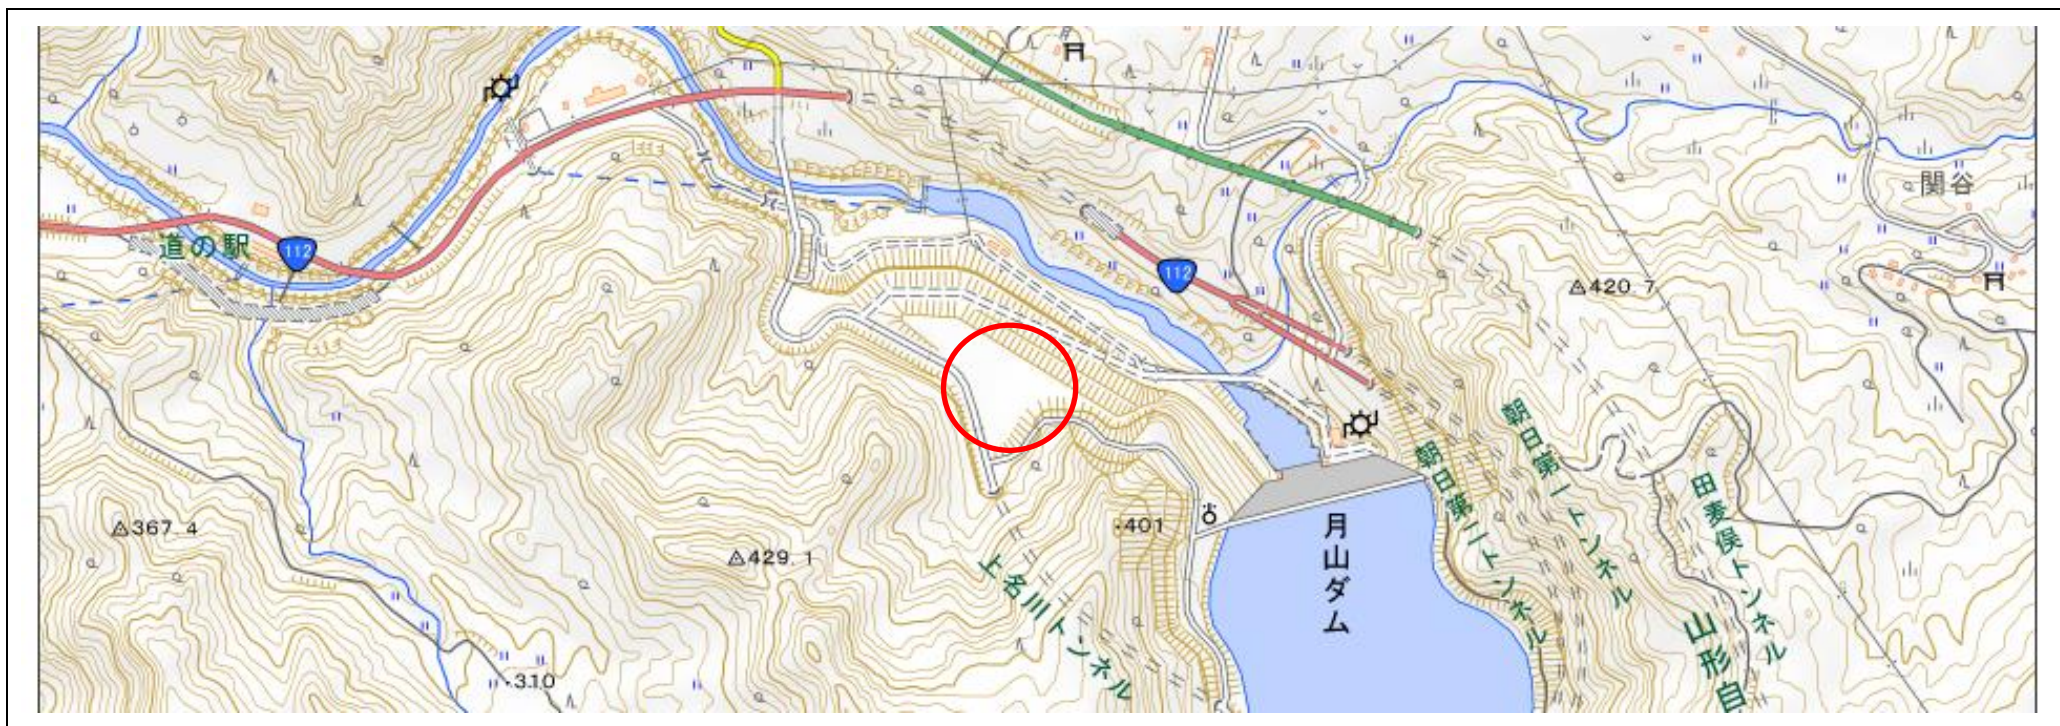 道の駅
112
112
関谷
420.7
367.4
429.1
401
310
上名川トンネル
月山ダム
朝日第二トンネル
朝日第一トンネル
田麦俣トンネル
山形自